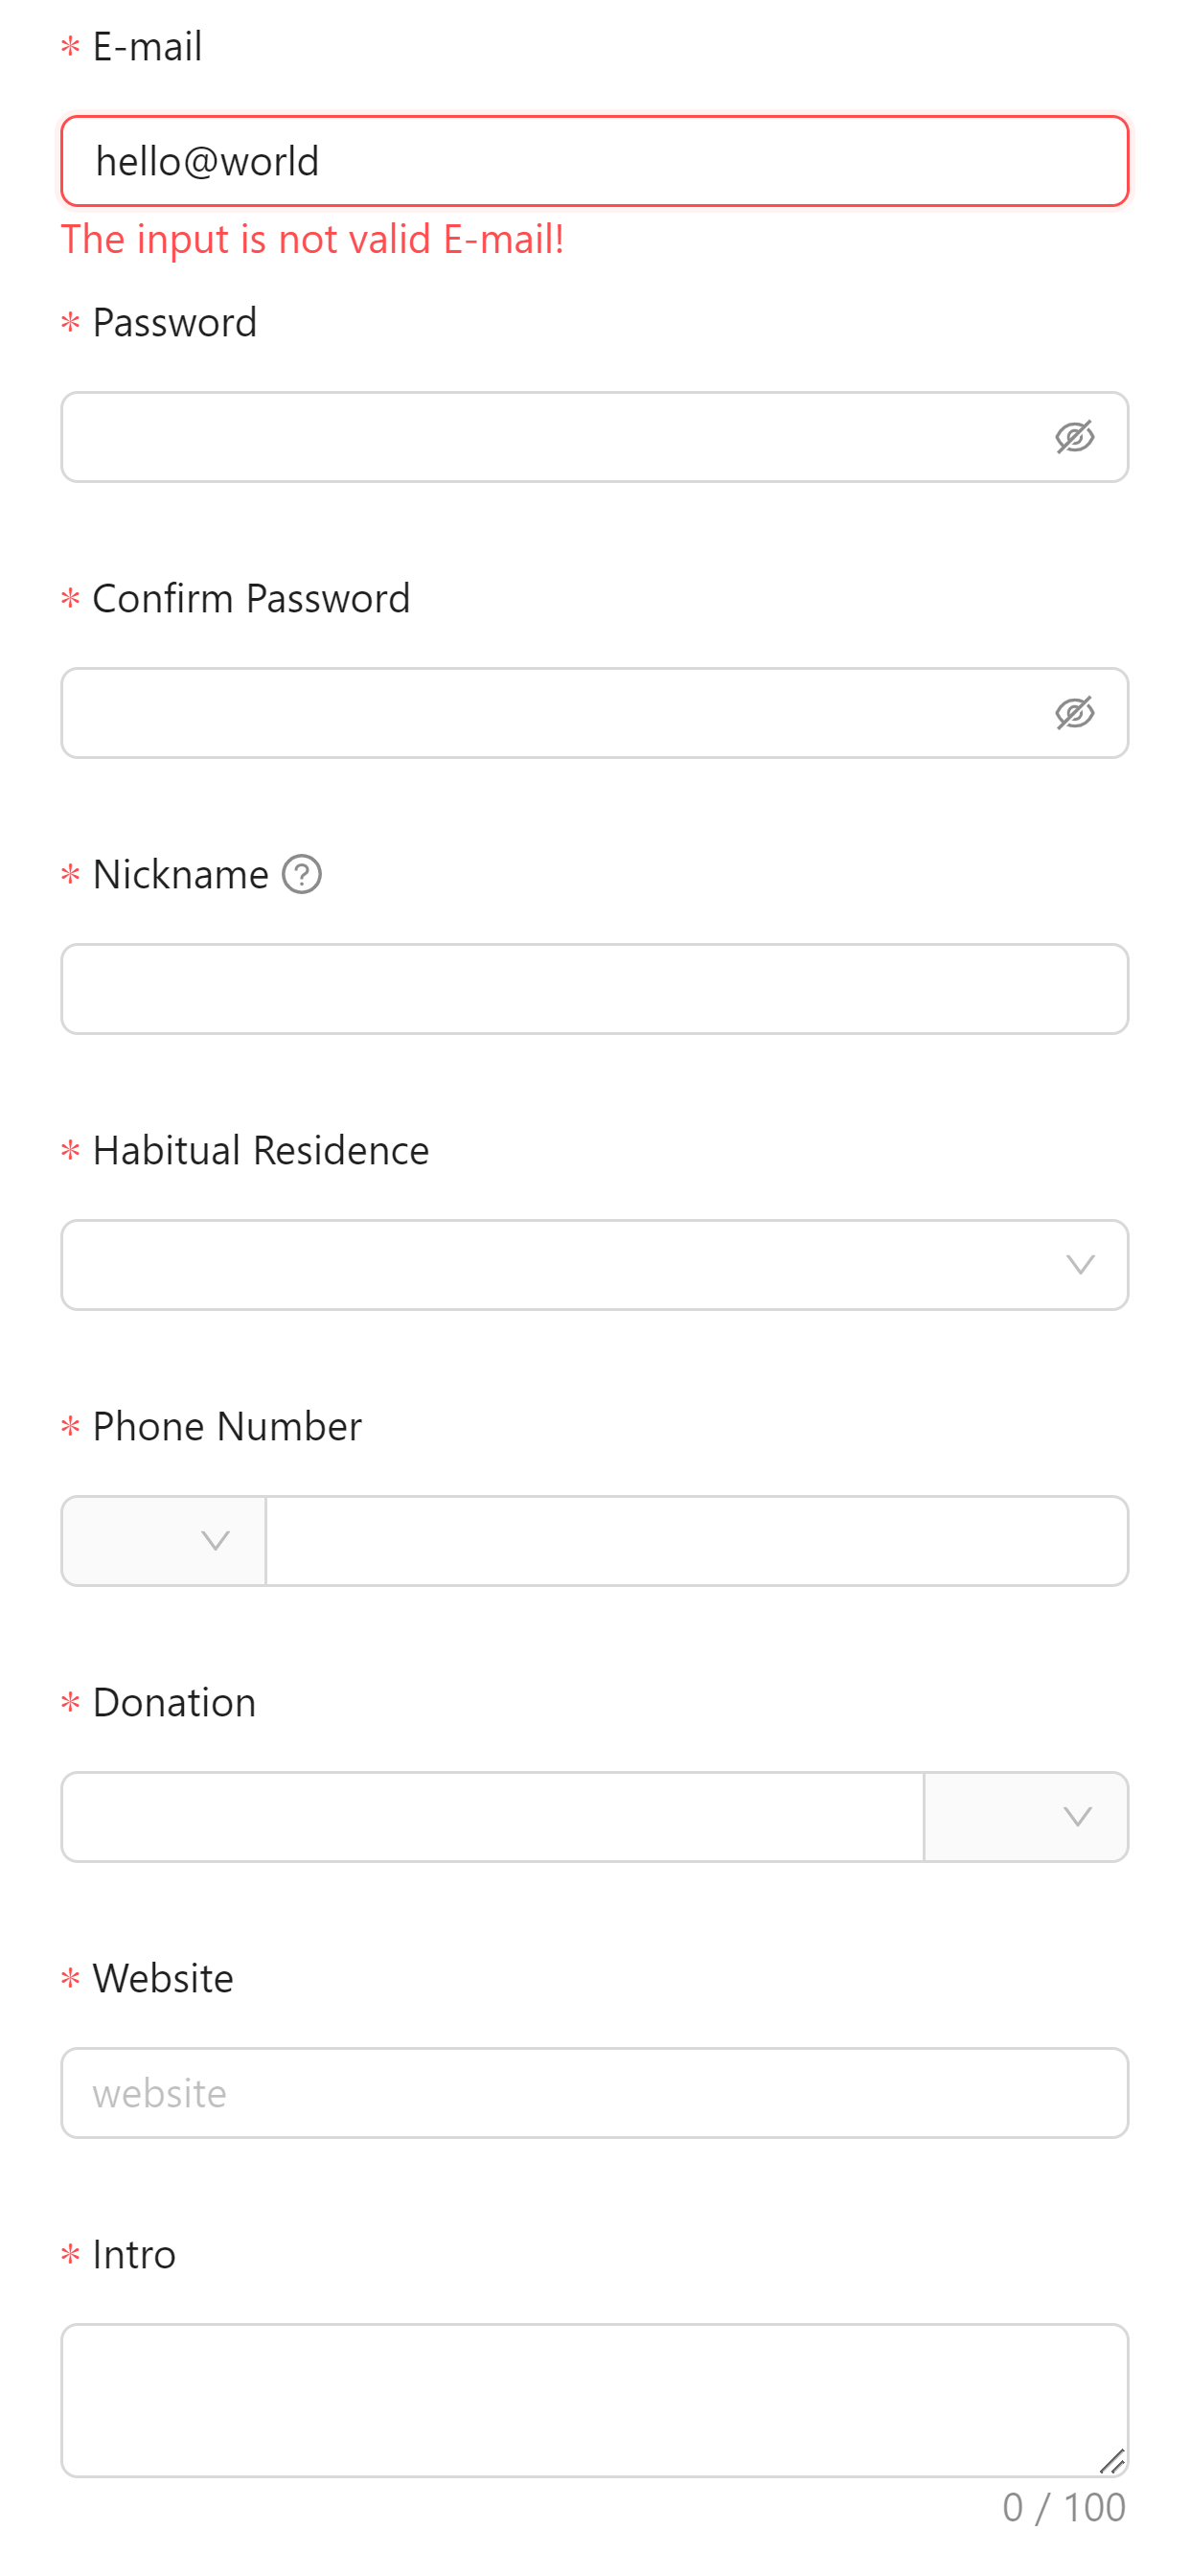 * E-mail
hello@world
The input is not valid E-mail!
* Password
* Confirm Password
* Nickname ?
* Habitual Residence
* Phone Number
* Donation
* Website
website
* Intro
0 / 100